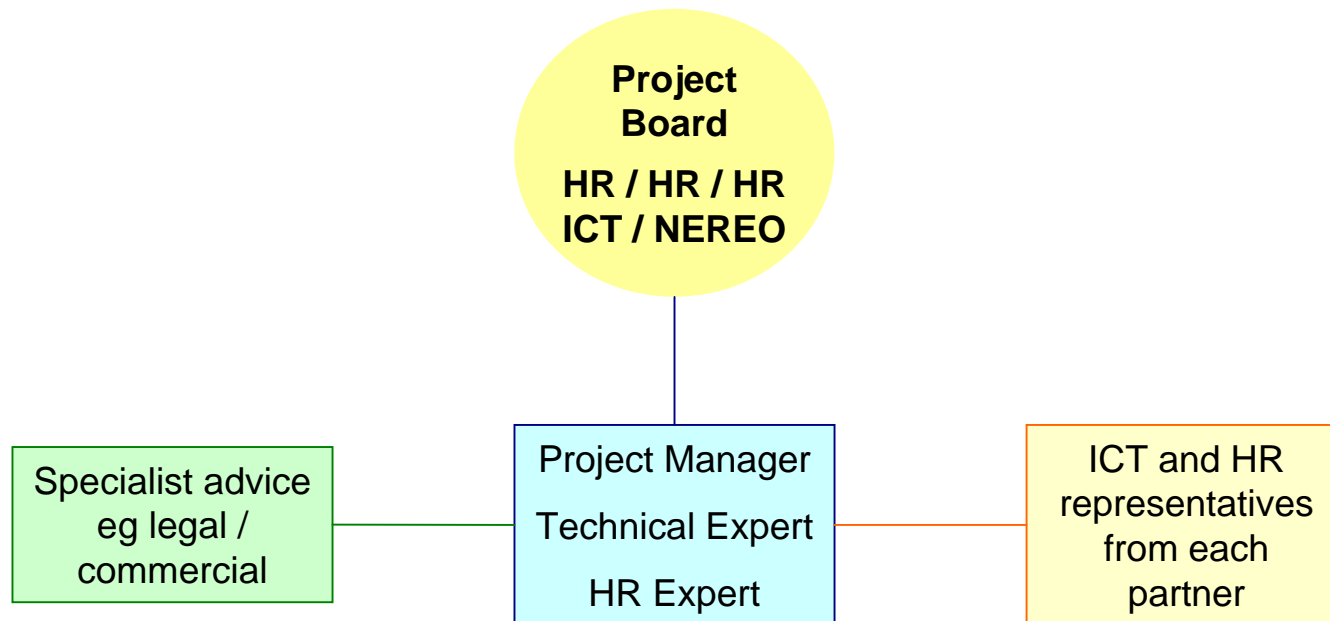 Project
Board
HR / HR / HR
ICT / NEREO
Specialist advice
eg legal /
commercial
Project Manager
Technical Expert
HR Expert
ICT and HR
representatives
from each
partner